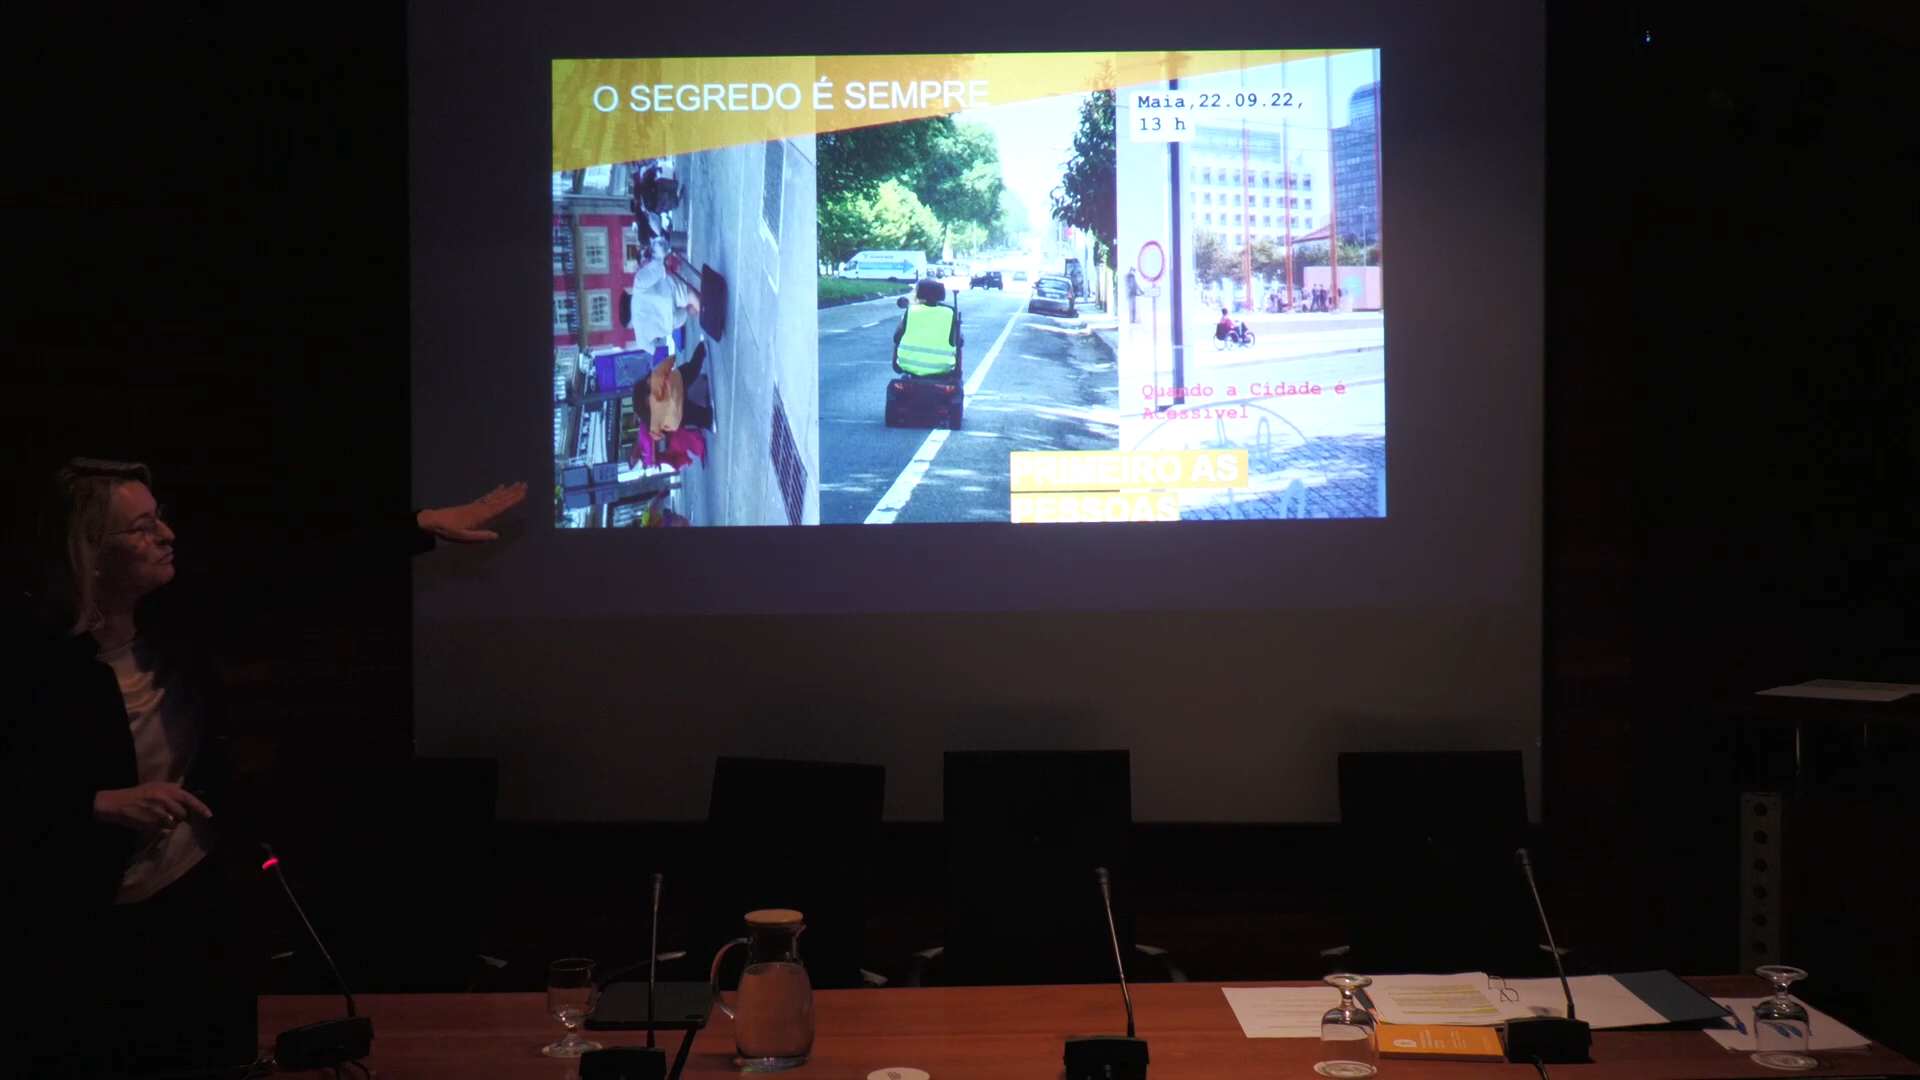 O SEGREDO É SEMPRE
Maia,22.09.22,
13 h
Quando a Cidade é
Acessível
PRIMEIRO AS
PESSOAS